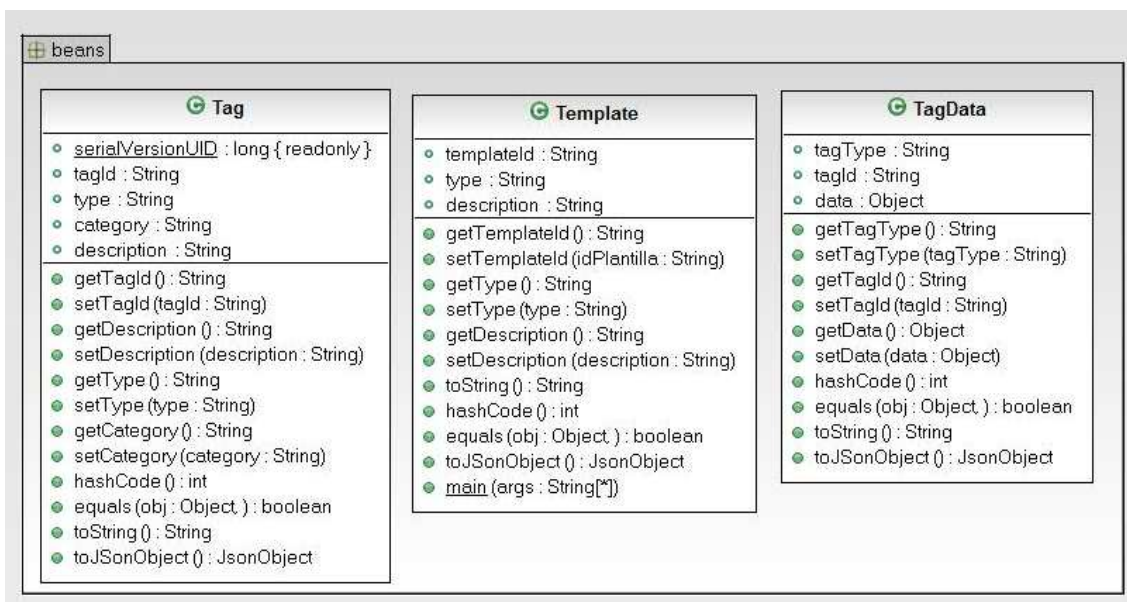 beans
Tag
serialVersionUID : long { readonly }
tagId : String
type : String
category : String
description : String
getTagId () : String
setTagId (tagId : String)
getDescription () : String
setDescription (description : String)
getType () : String
setType (type : String)
getCategory () : String
setCategory (category : String)
hashCode () : int
equals (obj : Object, ) : boolean
toString () : String
toJSonObject () : JsonObject
Template
templateId : String
type : String
description : String
getTemplateId () : String
setTemplateId (idPlantilla : String)
getType () : String
setType (type : String)
getDescription () : String
setDescription (description : String)
toString () : String
hashCode () : int
equals (obj : Object, ) : boolean
toJSonObject () : JsonObject
main (args : String[*])
TagData
tagType : String
tagId : String
data : Object
getTagType () : String
setTagType (tagType : String)
getTagId () : String
setTagId (tagId : String)
getData () : Object
setData (data : Object)
hashCode () : int
equals (obj : Object, ) : boolean
toString () : String
toJSonObject () : JsonObject